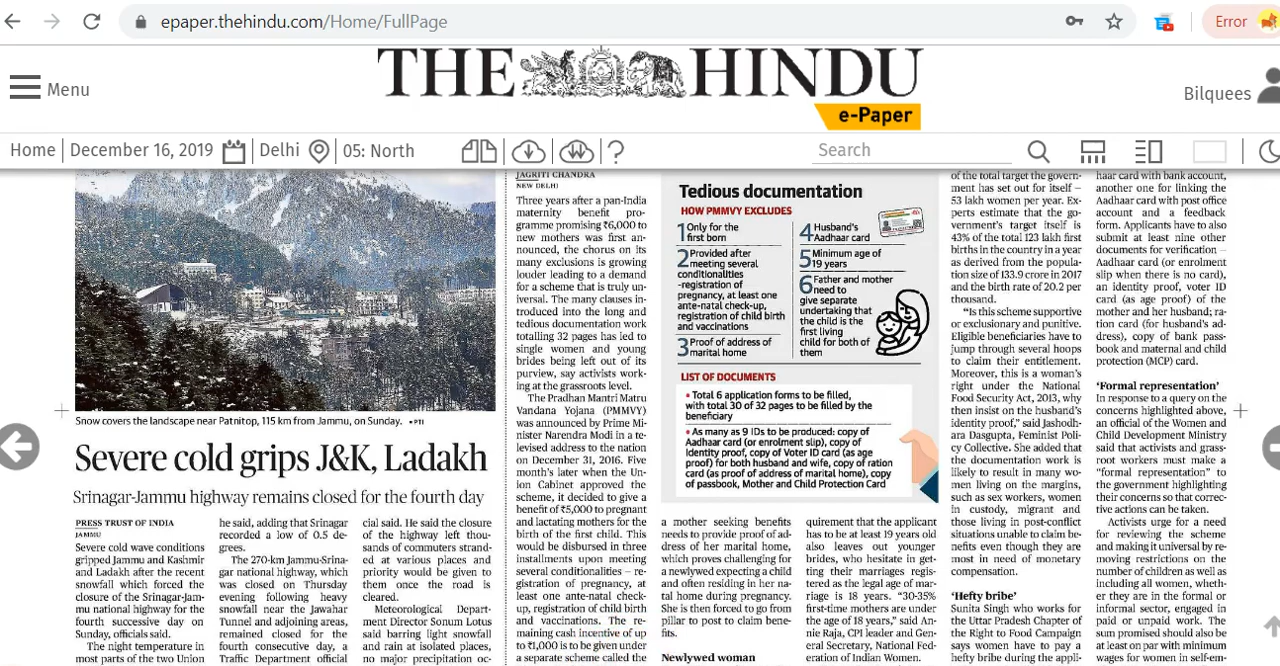 epaper.thehindu.com/Home/FullPage
Error
THE HINDU
e-Paper
Menu
Bilquees
Home
December 16, 2019
Delhi
05: North
?
Search
Snow covers the landscape near Patnitop, 115 km from Jammu, on Sunday. •PTI
Severe cold grips J&K, Ladakh
Srinagar-Jammu highway remains closed for the fourth day
PRESS TRUST OF INDIA
JAMMU
Severe cold wave conditions
gripped Jammu and Kashmir
and Ladakh after the recent
snowfall which forced the
closure of the Srinagar-Jam-
mu national highway for the
fourth successive day on
Sunday, officials said.
The night temperature in
most parts of the two Union
he said, adding that Srinagar
recorded a low of 0.5 de-
grees.
The 270-km Jammu-Srina-
gar national highway, which
was closed on Thursday
evening following heavy
snowfall near the Jawahar
Tunnel and adjoining areas,
remained closed for the
fourth consecutive day, a
Traffic Department official
cial said. He said the closure
of the highway left thou-
sands of commuters strand-
ed at various places and
priority would be given to
them once the road is
cleared.
Meteorological Depart-
ment Director Sonum Lotus
said barring light snowfall
and rain at isolated places,
no major precipitation oc-
JAGRITI CHANDRA
NEW DELHI
Three years after a pan-India
maternity benefit pro-
gramme promising ₹6,000 to
new mothers was first an-
nounced, the chorus on its
many exclusions is growing
louder leading to a demand
for a scheme that is truly un-
iversal. The many clauses in-
troduced into the long and
tedious documentation work
totalling 32 pages has led to
single women and young
brides being left out of its
purview, say activists work-
ing at the grassroots level.
The Pradhan Mantri Matru
Vandana Yojana (PMMVY)
was announced by Prime Mi-
nister Narendra Modi in a te-
levised address to the nation
on December 31, 2016. Five
month's later when the Un-
ion Cabinet approved the
scheme, it decided to give a
benefit of ₹5,000 to pregnant
and lactating mothers for the
birth of the first child. This
would be disbursed in three
installments upon meeting
several conditionalities – re-
gistration of pregnancy, at
least one ante-natal check-
up, registration of child birth
and vaccinations. The re-
maining cash incentive of up
to ₹1,000 is to be given under
a separate scheme called the
Tedious documentation
HOW PMMVY EXCLUDES
1 Only for the
first born
2 Provided after
meeting several
conditionalities
-registration of
pregnancy, at least one
ante-natal check-up,
registration of child birth
and vaccinations
3 Proof of address of
marital home
4 Husband's
Aadhaar card
5 Minimum age of
19 years
6 Father and mother
need to
give separate
undertaking that
the child is the
first living
child for both of
them
LIST OF DOCUMENTS
• Total 6 application forms to be filled,
with total 30 of 32 pages to be filled by the
beneficiary
• As many as 9 IDs to be produced: copy of
Aadhaar card (or enrolment slip), copy of
Identity proof, copy of Voter ID card (as age
proof) for both husband and wife, copy of ration
card (as proof of address of marital home), copy
of passbook, Mother and Child Protection Card
a mother seeking benefits
needs to provide proof of ad-
dress of her marital home,
which proves challenging for
a newlywed expecting a child
and often residing in her na-
tal home during pregnancy.
She is then forced to go from
pillar to post to claim bene-
fits.
Newlywed woman
quirement that the applicant
has to be at least 19 years old
also leaves out younger
brides, who hesitate in get-
ting their marriages regis-
tered as the legal age of mar-
riage is 18 years. "30-35%
first-time mothers are under
the age of 18 years," said An-
nie Raja, CPI leader and Gen-
eral Secretary, National Fed-
eration of Indian Women.
of the total target the govern-
ment has set out for itself –
53 lakh women per year. Ex-
perts estimate that the go-
vernment's target itself is
43% of the total 123 lakh first
births in the country in a year
as derived from the popula-
tion size of 133.9 crore in 2017
and the birth rate of 20.2 per
thousand.
"Is this scheme supportive
or exclusionary and punitive.
Eligible beneficiaries have to
jump through several hoops
to claim their entitlement.
Moreover, this is a woman's
right under the National
Food Security Act, 2013, why
then insist on the husband's
identity proof," said Jashodh-
ara Dasgupta, Feminist Poli-
cy Collective. She added that
the documentation work is
likely to result in many wo-
men living on the margins,
such as sex workers, women
in custody, migrant and
those living in post-conflict
situations unable to claim be-
nefits even though they are
most in need of monetary
compensation.
'Hefty bribe'
Sunita Singh who works for
the Uttar Pradesh Chapter of
the Right to Food Campaign
says women have to pay a
hefty bribe during the appli-
haar card with bank account,
another one for linking the
Aadhaar card with post office
account and a feedback
form. Applicants have to also
submit at least nine other
documents for verification –
Aadhaar card (or enrolment
slip when there is no card),
an identity proof, voter ID
card (as age proof) of the
mother and her husband; ra-
tion card (for husband's ad-
dress), copy of bank pass-
book and maternal and child
protection (MCP) card.
'Formal representation'
In response to a query on the
concerns highlighted above,
an official of the Women and
Child Development Ministry
said that activists and grass-
root workers must make a
"formal representation" to
the government highlighting
their concerns so that correc-
tive actions can be taken.
Activists urge for a need
for reviewing the scheme
and making it universal by re-
moving restrictions on the
number of children as well as
including all women, wheth-
er they are in the formal or
informal sector, engaged in
paid or unpaid work. The
sum promised should also be
at least on par with minimum
wages for women in self-em-